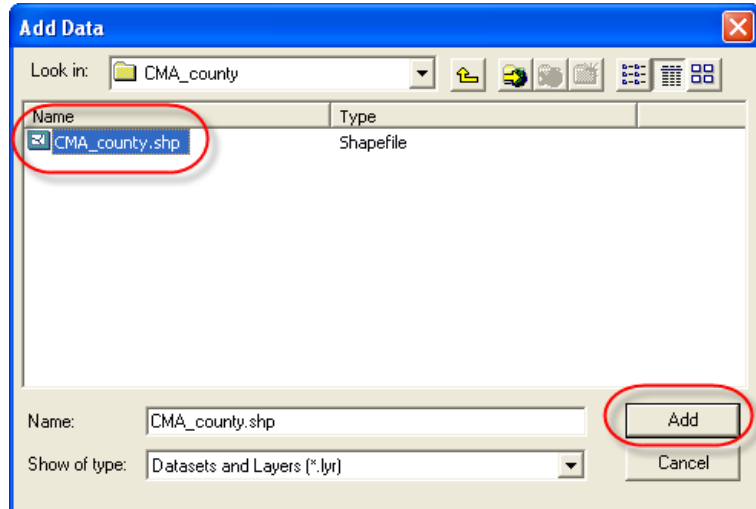 Add Data
Look in: CMA_county
Name Type
CMA_county.shp Shapefile
Name: CMA_county.shp Add
Show of type: Datasets and Layers (*.lyr) Cancel